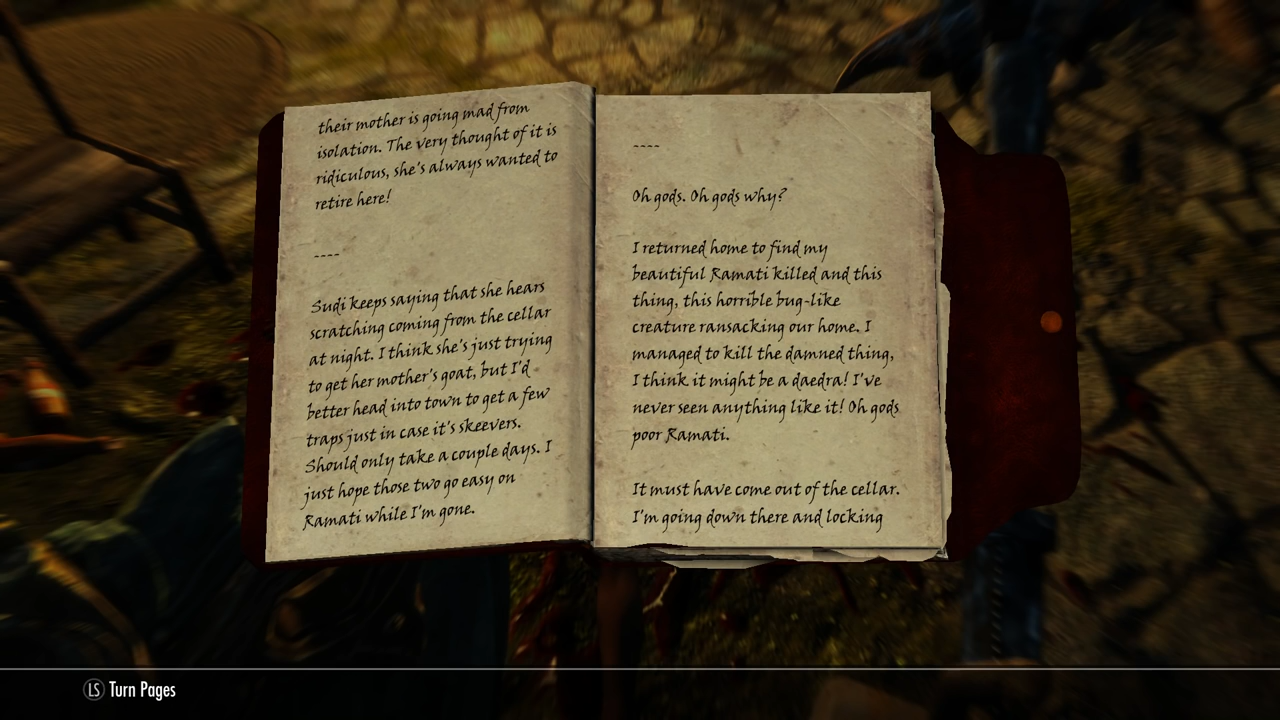 their mother is going mad from
isolation. The very thought of it is
ridiculous, she's always wanted to
retire here!
----
Sudi keeps saying that she hears
scratching coming from the cellar
at night. I think she's just trying
to get her mother's goat, but I'd
better head into town to get a few
traps just in case it's skeevers.
Should only take a couple days. I
just hope those two go easy on
Ramati while I'm gone.
----
Oh gods. Oh gods why?
I returned home to find my
beautiful Ramati killed and this
thing, this horrible bug-like
creature ransacking our home. I
managed to kill the damned thing,
I think it might be a daedra! I've
never seen anything like it! Oh gods
poor Ramati.
It must have come out of the cellar.
I'm going down there and locking
LS Turn Pages